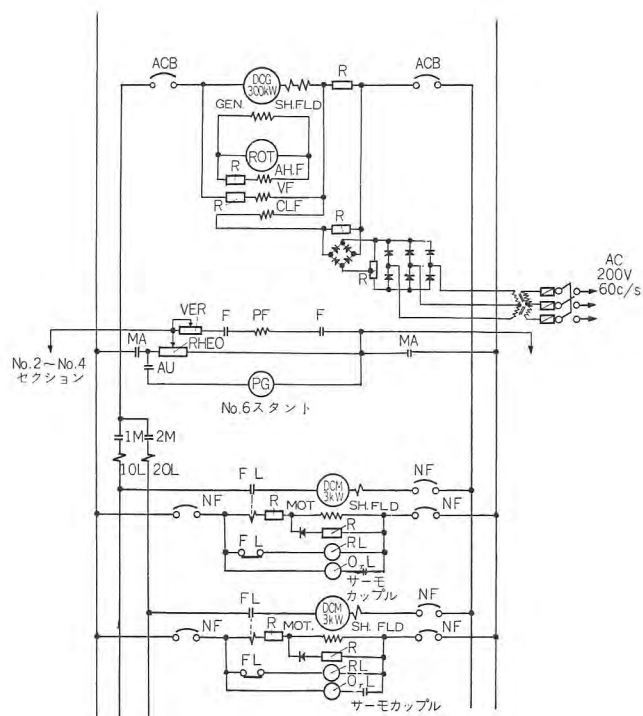 ACB
DCG
300kW
R
ACB
GEN.
SH.FLD
ROT
AH.F
R
VF
R
CLF
R
R
AC
200V
60c/s
VER
F
PF
F
MA
RHEO
MA
No.2～No.4
セクション
AU
PG
No.6スタンド
1M
2M
10L
20L
FL
DCM
3kW
NF
NF
R
MOT
SH.FLD
NF
R
FL
RL
OrL
サーモ
カップル
FL
DCM
3kW
NF
NF
R
MOT.
SH.FLD
NF
R
FL
RL
OrL
サーモカップル